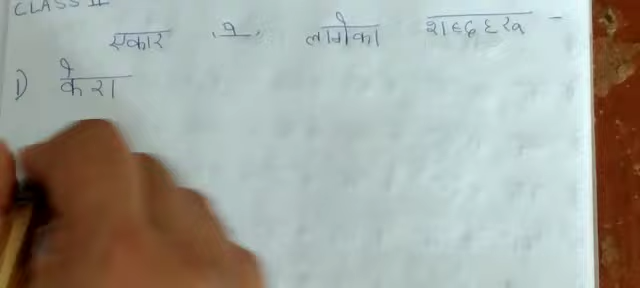 CLASS II
एकार . े . लागेका शब्दहरू -
1) केरा